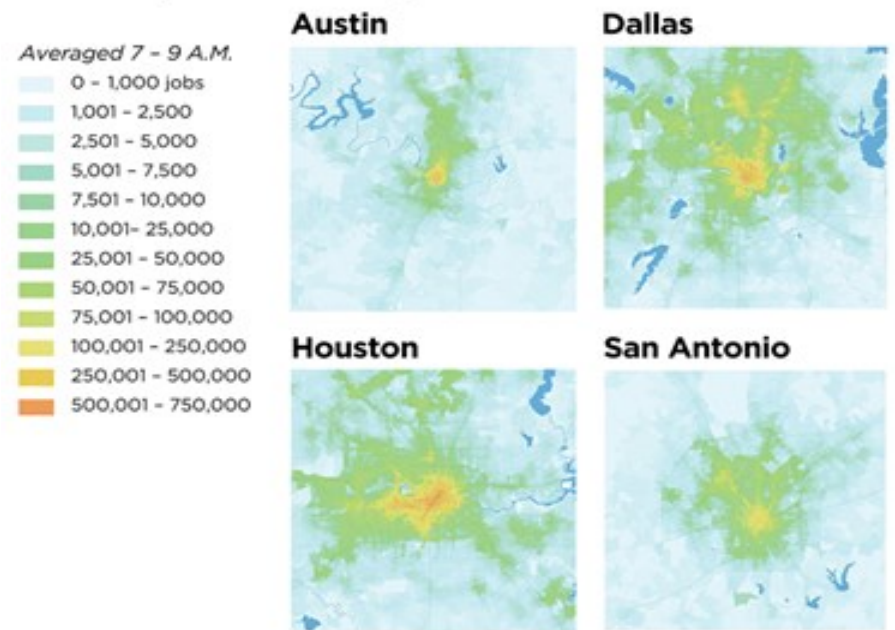 Averaged 7 – 9 A.M.
0 – 1,000 jobs
1,001 – 2,500
2,501 – 5,000
5,001 – 7,500
7,501 – 10,000
10,001– 25,000
25,001 – 50,000
50,001 – 75,000
75,001 – 100,000
100,001 – 250,000
250,001 – 500,000
500,001 – 750,000
Austin
Dallas
Houston
San Antonio